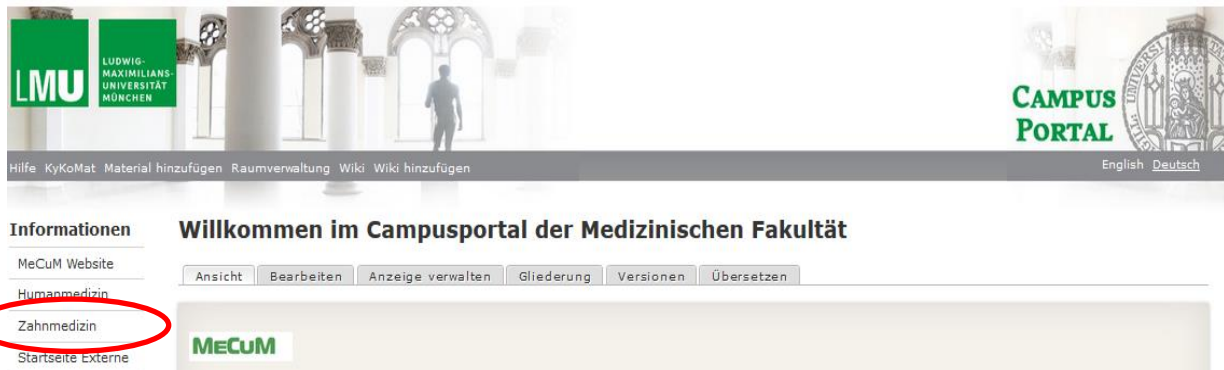 LMU
LUDWIG-
MAXIMILIANS-
UNIVERSITÄT
MÜNCHEN
CAMPUS
PORTAL
Hilfe KyKoMat Material hinzufügen Raumverwaltung Wiki Wiki hinzufügen
English Deutsch
Informationen
MeCuM Website
Humanmedizin
Zahnmedizin
Startseite Externe
Willkommen im Campusportal der Medizinischen Fakultät
Ansicht Bearbeiten Anzeige verwalten Gliederung Versionen Übersetzen
MECUM